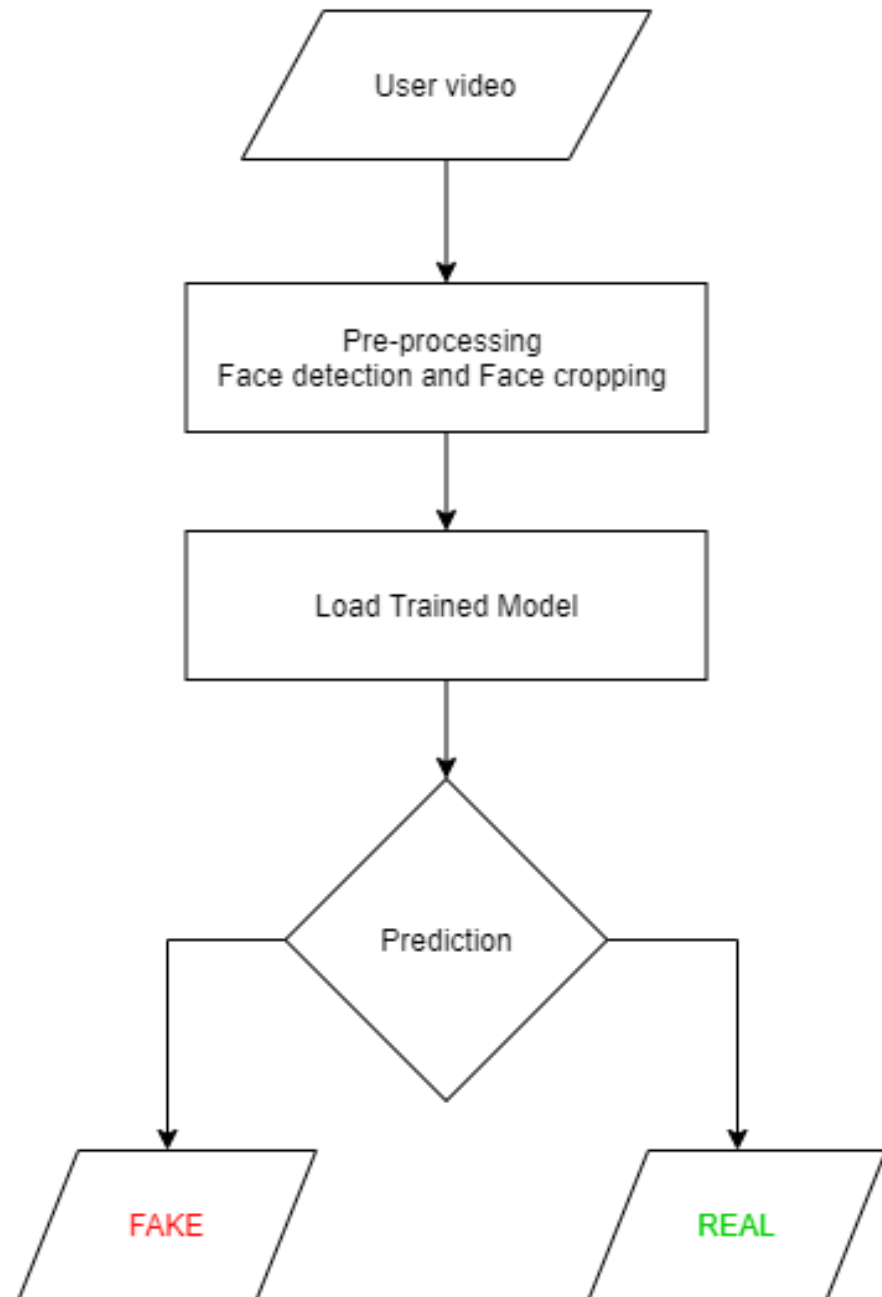 User video
Pre-processing
Face detection and Face cropping
Load Trained Model
Prediction
FAKE
REAL